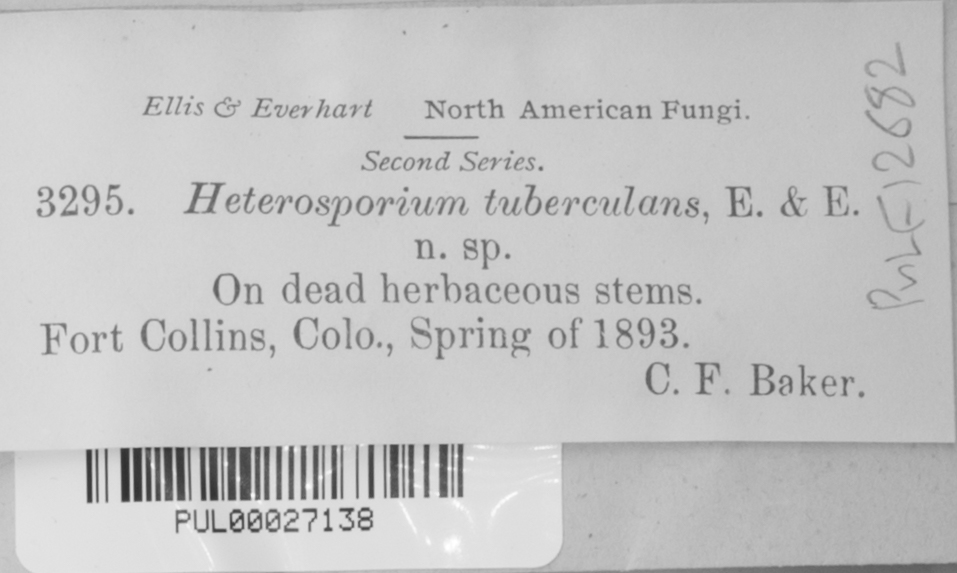 Ellis & Everhart North American Fungi.
Second Series.
3295. Heterosporium tuberculans, E. & E.
n. sp.
On dead herbaceous stems.
Fort Collins, Colo., Spring of 1893.
C. F. Baker.
PUL F12682
PUL00027138